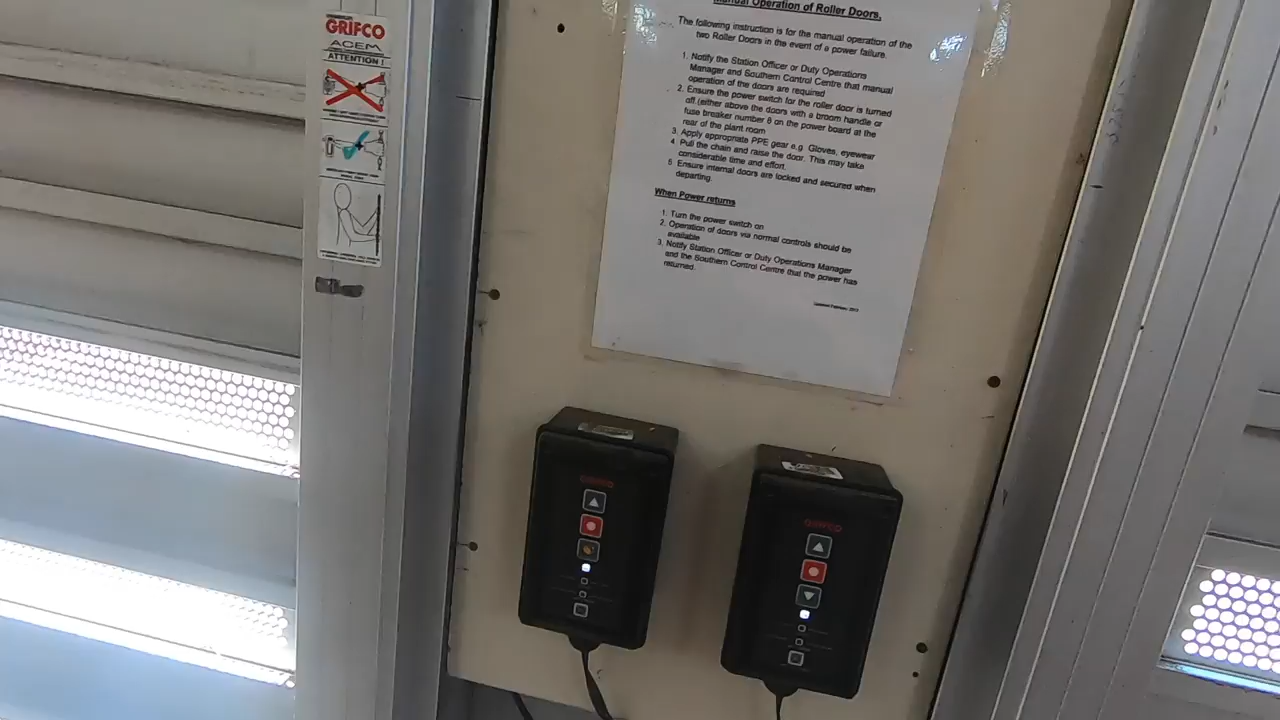 GRIFCO
ACEM
ATTENTION !
Manual Operation of Roller Doors.
The following instruction is for the manual operation of the
two Roller Doors in the event of a power failure.
1. Notify the Station Officer or Duty Operations
Manager and Southern Control Centre that manual
operation of the doors are required
2. Ensure the power switch for the roller door is turned
off (either above the doors with a broom handle or
fuse breaker number 6 on the power board at the
rear of the plant room
3. Apply appropriate PPE gear e.g. Gloves, eyewear
4. Pull the chain and raise the door. This may take
considerable time and effort.
5. Ensure internal doors are locked and secured when
departing.
When Power returns
1. Turn the power switch on
2. Operation of doors via normal controls should be
available
3. Notify Station Officer or Duty Operations Manager
and the Southern Control Centre that the power has
returned.
Updated February 2013
GRIFCO
GRIFCO